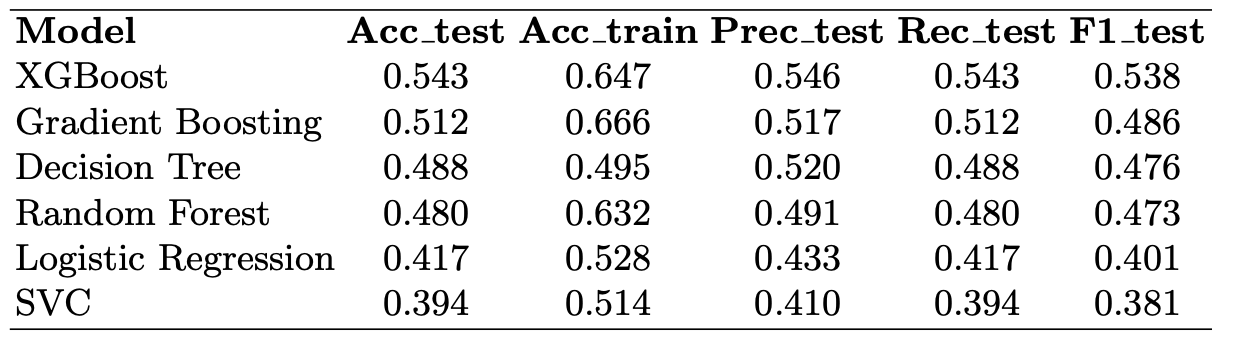 Model Acc_test Acc_train Prec_test Rec_test F1_test
XGBoost 0.543 0.647 0.546 0.543 0.538
Gradient Boosting 0.512 0.666 0.517 0.512 0.486
Decision Tree 0.488 0.495 0.520 0.488 0.476
Random Forest 0.480 0.632 0.491 0.480 0.473
Logistic Regression 0.417 0.528 0.433 0.417 0.401
SVC 0.394 0.514 0.410 0.394 0.381